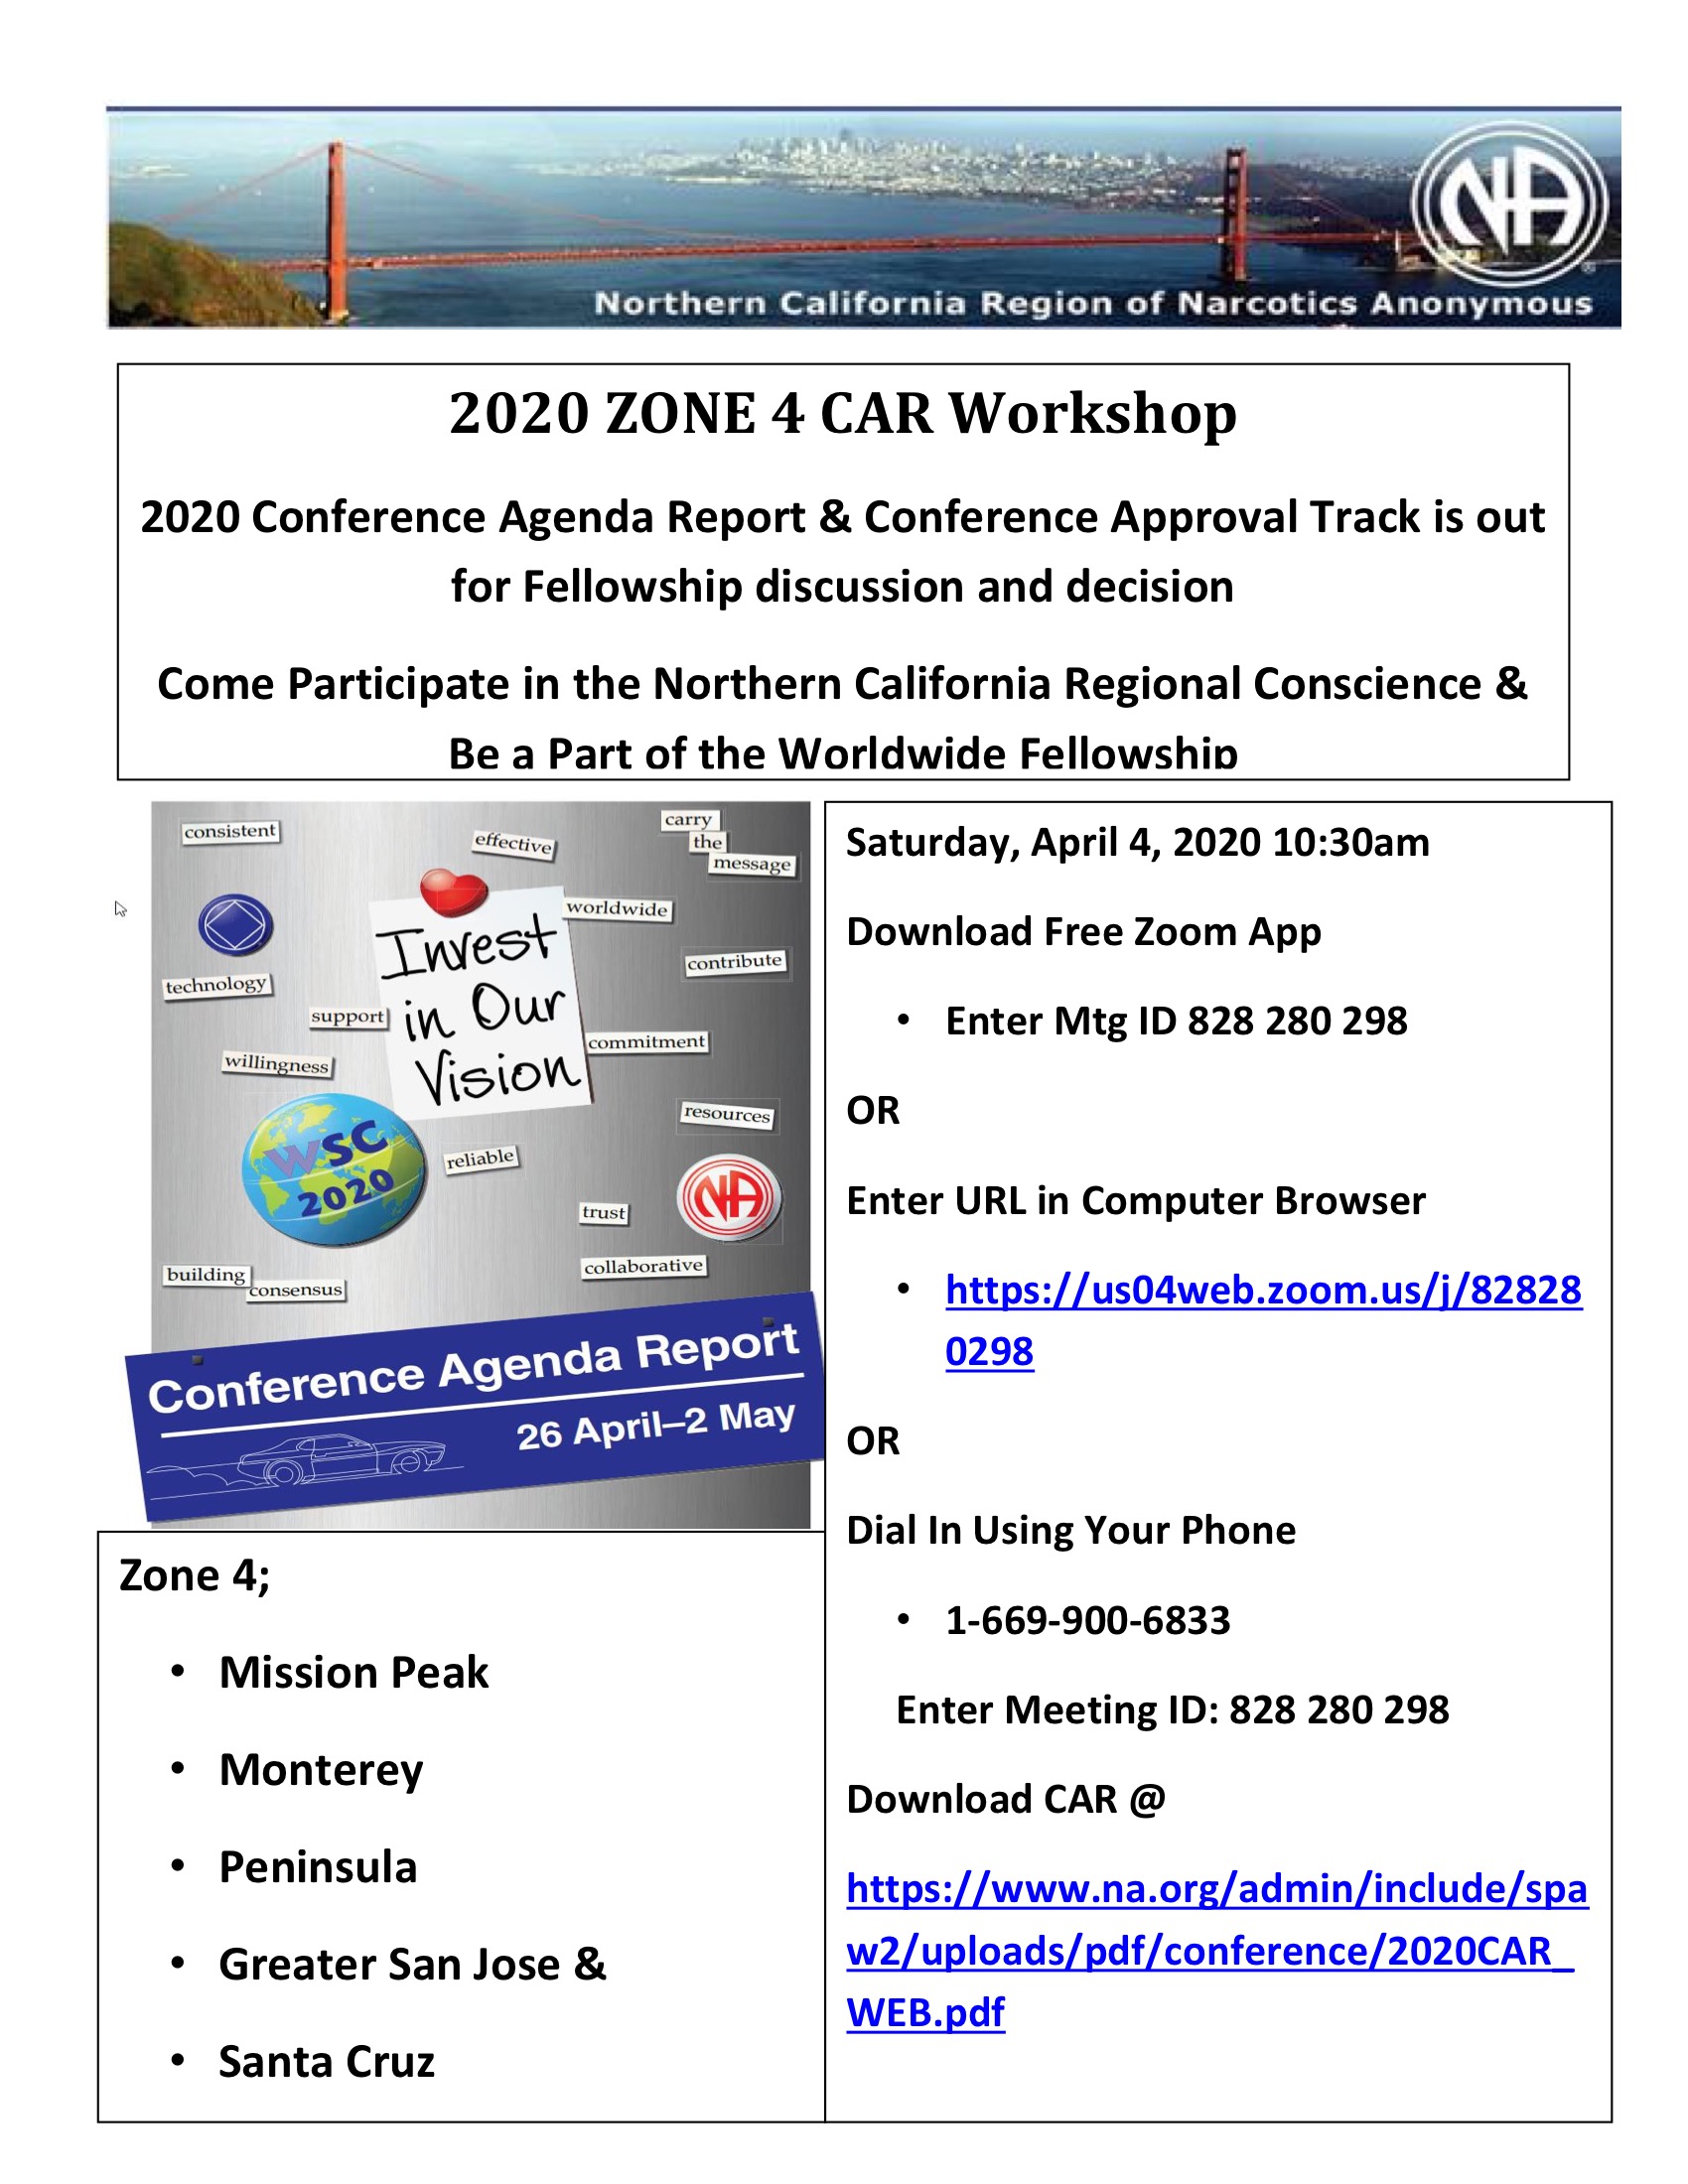 NA
Northern California Region of Narcotics Anonymous
2020 ZONE 4 CAR Workshop
2020 Conference Agenda Report & Conference Approval Track is out
for Fellowship discussion and decision
Come Participate in the Northern California Regional Conscience &
Be a Part of the Worldwide Fellowship
consistent
effective
carry
the
message
worldwide
Invest
in Our
Vision
contribute
technology
support
commitment
willingness
resources
WSC
2020
reliable
NA
trust
collaborative
building
consensus
Conference Agenda Report
26 April–2 May
Zone 4;
• Mission Peak
• Monterey
• Peninsula
• Greater San Jose &
• Santa Cruz
Saturday, April 4, 2020 10:30am
Download Free Zoom App
• Enter Mtg ID 828 280 298
OR
Enter URL in Computer Browser
• https://us04web.zoom.us/j/82828
0298
OR
Dial In Using Your Phone
• 1-669-900-6833
Enter Meeting ID: 828 280 298
Download CAR @
https://www.na.org/admin/include/spa
w2/uploads/pdf/conference/2020CAR_
WEB.pdf